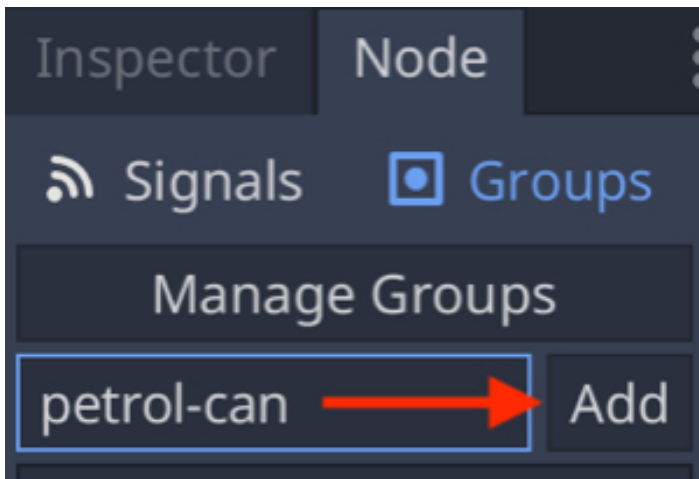 Inspector Node
Signals Groups
Manage Groups
petrol-can Add